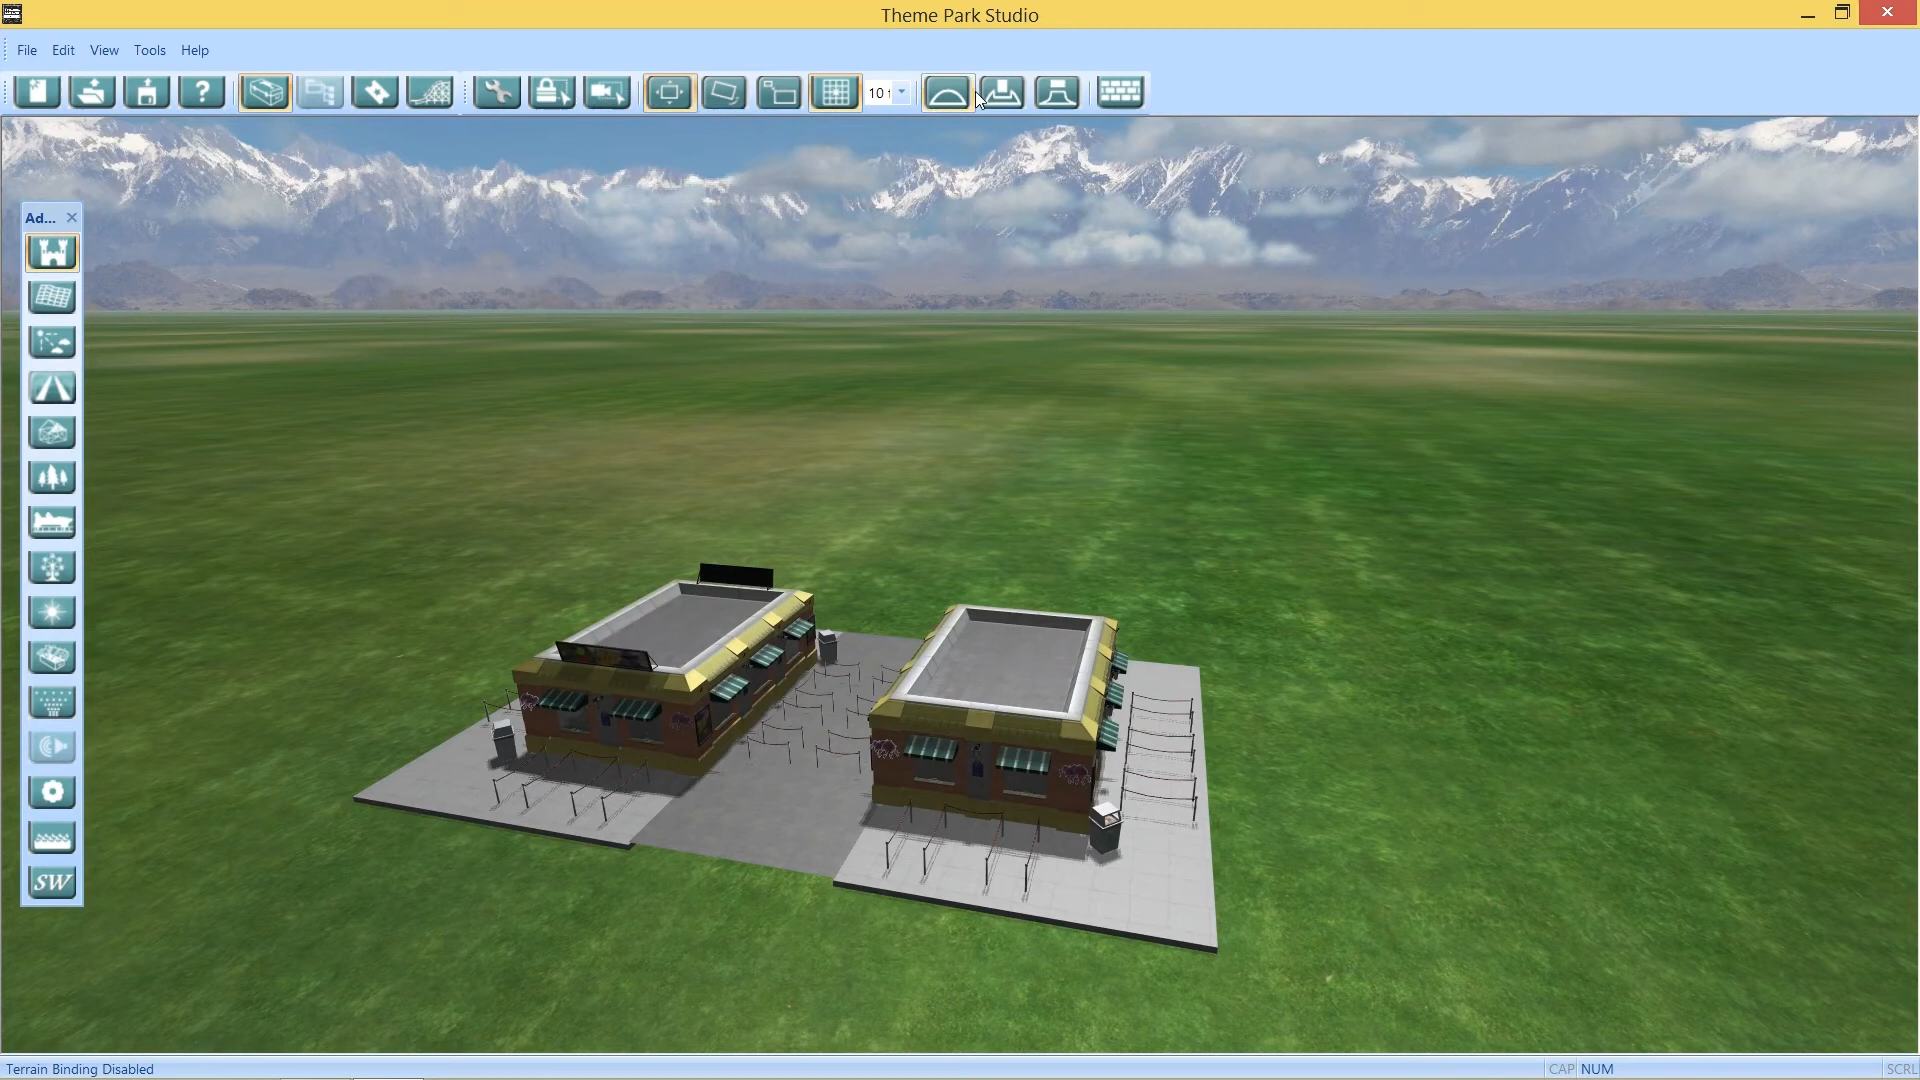 Theme Park Studio
File Edit View Tools Help
?
10
Ad...
SW
Terrain Binding Disabled
CAP NUM SCRL